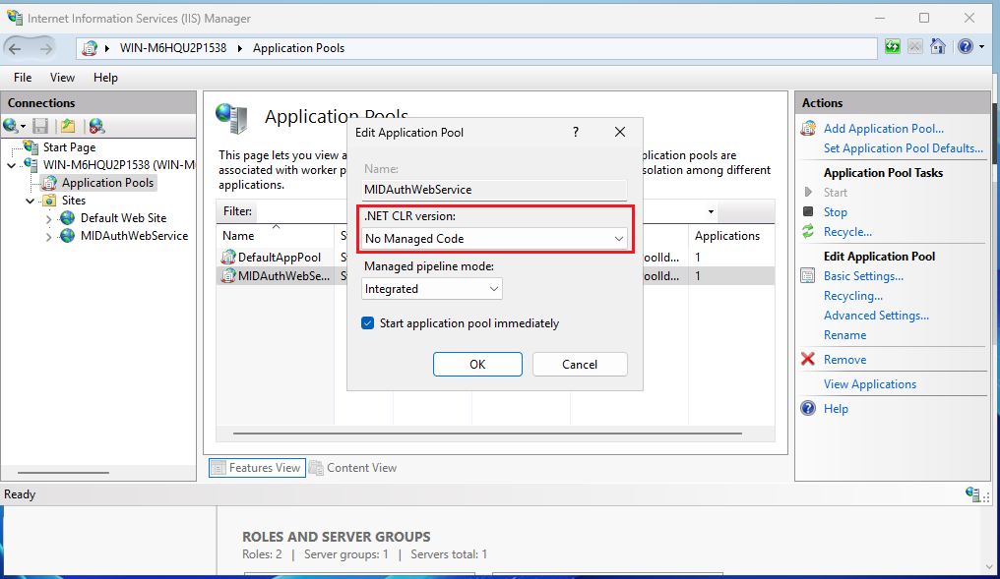 Internet Information Services (IIS) Manager
WIN-M6HQU2P1538
Application Pools
File View Help
Connections
Start Page
WIN-M6HQU2P1538 (WIN-M
Application Pools
Sites
Default Web Site
MIDAuthWebService
Application Pools
This page lets you view a
plication pools are
associated with worker p
solation among different
applications.
Filter:
Name
Applications
DefaultAppPool
oolId...
1
MIDAuthWebSe...
oolId...
1
Edit Application Pool
?
Name:
MIDAuthWebService
.NET CLR version:
No Managed Code
Managed pipeline mode:
Integrated
Start application pool immediately
OK
Cancel
Features View
Content View
Actions
Add Application Pool...
Set Application Pool Defaults...
Application Pool Tasks
Start
Stop
Recycle...
Edit Application Pool
Basic Settings...
Recycling...
Advanced Settings...
Rename
Remove
View Applications
Help
Ready
ROLES AND SERVER GROUPS
Roles: 2 | Server groups: 1 | Servers total: 1